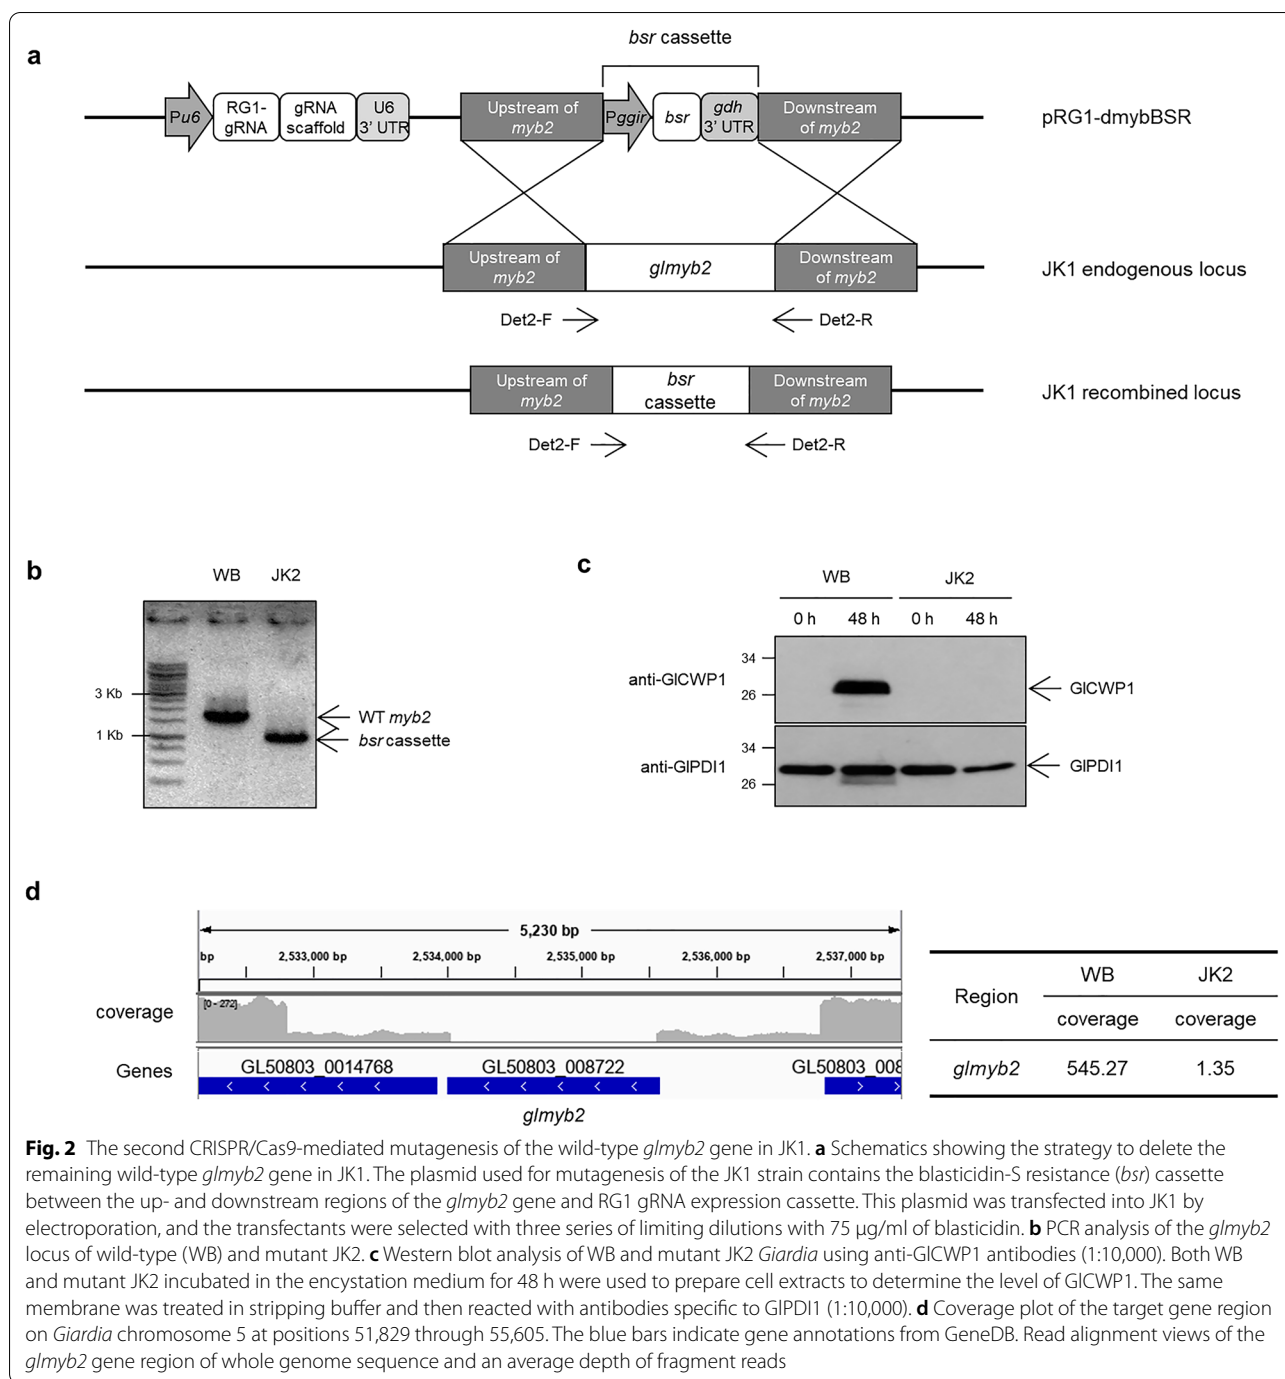 a
bsr cassette
Pu6
RG1-
gRNA
gRNA
scaffold
U6
3' UTR
Upstream of
myb2
Pggir
bsr
gdh
3' UTR
Downstream
of myb2
pRG1-dmybBSR
Upstream of
myb2
glmyb2
Downstream
of myb2
JK1 endogenous locus
Det2-F
Det2-R
Upstream of
myb2
bsr
cassette
Downstream
of myb2
JK1 recombined locus
Det2-F
Det2-R
b
WB JK2
3 Kb
1 Kb
WT myb2
bsr cassette
c
WB JK2
0 h 48 h 0 h 48 h
anti-GlCWP1
34
26
GlCWP1
anti-GlPDI1
34
26
GlPDI1
d
5,230 bp
bp 2,533,000 bp 2,534,000 bp 2,535,000 bp 2,536,000 bp 2,537,000 bp
coverage
[0 - 272]
Genes
GL50803_0014768 GL50803_008722 GL50803_008
glmyb2
Region WB JK2
coverage coverage
glmyb2 545.27 1.35
Fig. 2 The second CRISPR/Cas9-mediated mutagenesis of the wild-type glmyb2 gene in JK1. a Schematics showing the strategy to delete the
remaining wild-type glmyb2 gene in JK1. The plasmid used for mutagenesis of the JK1 strain contains the blasticidin-S resistance (bsr) cassette
between the up- and downstream regions of the glmyb2 gene and RG1 gRNA expression cassette. This plasmid was transfected into JK1 by
electroporation, and the transfectants were selected with three series of limiting dilutions with 75 µg/ml of blasticidin. b PCR analysis of the glmyb2
locus of wild-type (WB) and mutant JK2. c Western blot analysis of WB and mutant JK2 Giardia using anti-GlCWP1 antibodies (1:10,000). Both WB
and mutant JK2 incubated in the encystation medium for 48 h were used to prepare cell extracts to determine the level of GlCWP1. The same
membrane was treated in stripping buffer and then reacted with antibodies specific to GlPDI1 (1:10,000). d Coverage plot of the target gene region
on Giardia chromosome 5 at positions 51,829 through 55,605. The blue bars indicate gene annotations from GeneDB. Read alignment views of the
glmyb2 gene region of whole genome sequence and an average depth of fragment reads